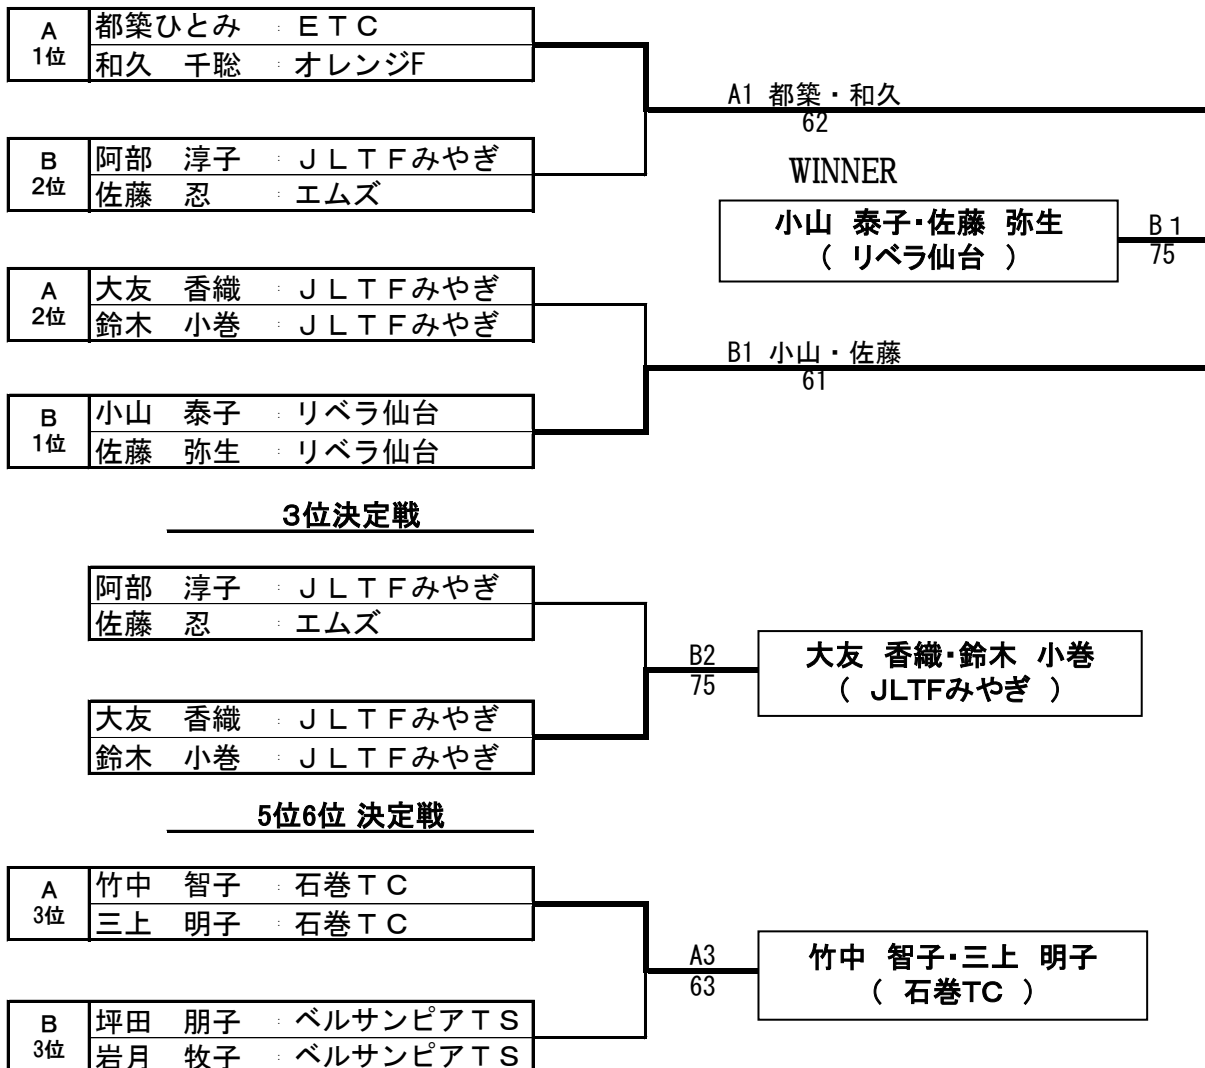 A
1位
都築ひとみ : ＥＴＣ
和久　千聡 : オレンジF
A1 都築・和久
62
B
2位
阿部　淳子 : ＪＬＴＦみやぎ
佐藤　忍 : エムズ
WINNER
小山　泰子・佐藤　弥生
（ リベラ仙台 ）
B１
75
A
2位
大友　香織 : ＪＬＴＦみやぎ
鈴木　小巻 : ＪＬＴＦみやぎ
B1 小山・佐藤
61
B
1位
小山　泰子 : リベラ仙台
佐藤　弥生 : リベラ仙台
3位決定戦
阿部　淳子 : ＪＬＴＦみやぎ
佐藤　忍 : エムズ
B2
75
大友　香織・鈴木　小巻
（ JLTFみやぎ ）
大友　香織 : ＪＬＴＦみやぎ
鈴木　小巻 : ＪＬＴＦみやぎ
5位6位 決定戦
A
3位
竹中　智子 : 石巻ＴＣ
三上　明子 : 石巻ＴＣ
A3
63
竹中　智子・三上　明子
（ 石巻TC ）
B
3位
坪田　朋子 : ベルサンピアＴＳ
岩月　牧子 : ベルサンピアＴＳ